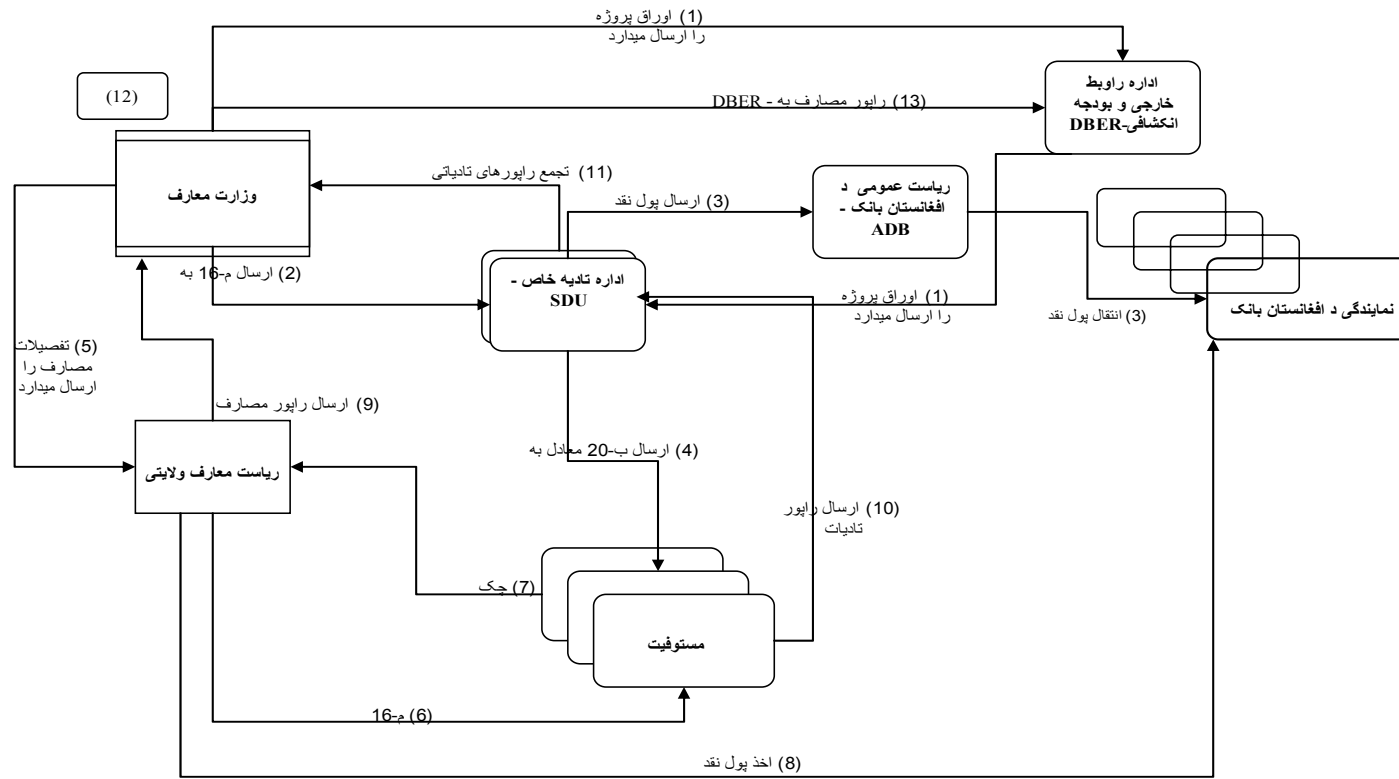 (1) اوراق پروژه
را ارسال میدارد
اداره راوبط
خارجی و بودجه
انکشافی-DBER
(12)
(13) راپور مصارف به - DBER
وزارت معارف
(11) تجمع راپورهای تادیاتی
(3) ارسال پول نقد
ریاست عمومی د
افغانستان بانک -
ADB
(2) ارسال م-16 به
اداره تادیه خاص -
SDU
(1) اوراق پروژه
را ارسال میدارد
(3) انتقال پول نقد
نمایندگی د افغانستان بانک
(5) تفصیلات
مصارف را
ارسال میدارد
(9) ارسال راپور مصارف
ریاست معارف ولایتی
(4) ارسال ب-20 معادل به
(10) ارسال راپور
تادیات
(7) چک
مستوفیت
(6) م-16
(8) اخذ پول نقد